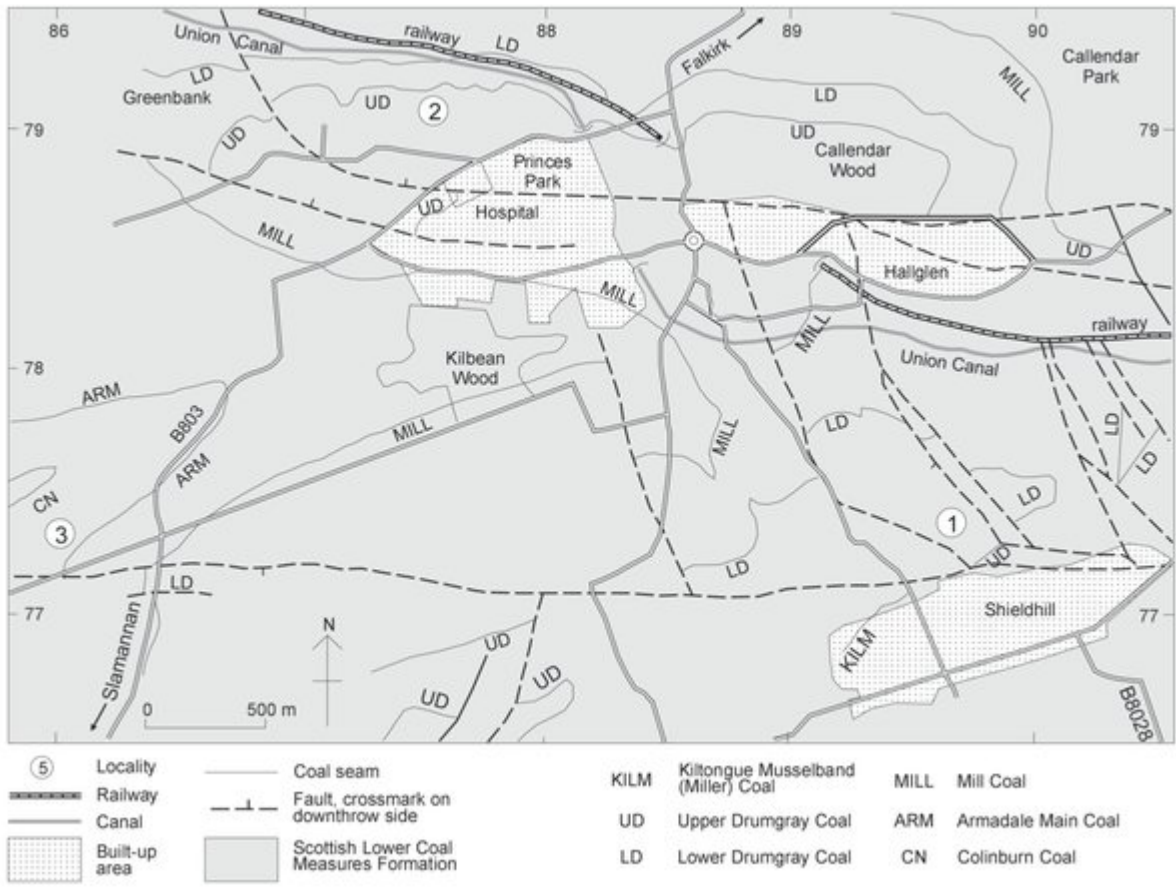 86
88
89
90
Union Canal
railway
LD
Falkirk
Callendar
Park
MILL
LD
Greenbank
UD
2
LD
79
79
UD
UD
Callendar
Wood
Princes
Park
UD
Hospital
MILL
UD
Hallglen
MILL
MILL
railway
78
78
Kilbean
Wood
Union Canal
ARM
B803
MILL
MILL
LD
LD
LD
ARM
CN
LD
3
1
LD
UD
LD
77
77
Shieldhill
N
UD
KILM
Slamannan
UD
UD
B8028
0 500 m
5 Locality
Railway
Canal
Built-up
area
Coal seam
Fault, crossmark on
downthrow side
Scottish Lower Coal
Measures Formation
KILM Kiltongue Musselband
(Miller) Coal
UD Upper Drumgray Coal
LD Lower Drumgray Coal
MILL Mill Coal
ARM Armadale Main Coal
CN Colinburn Coal